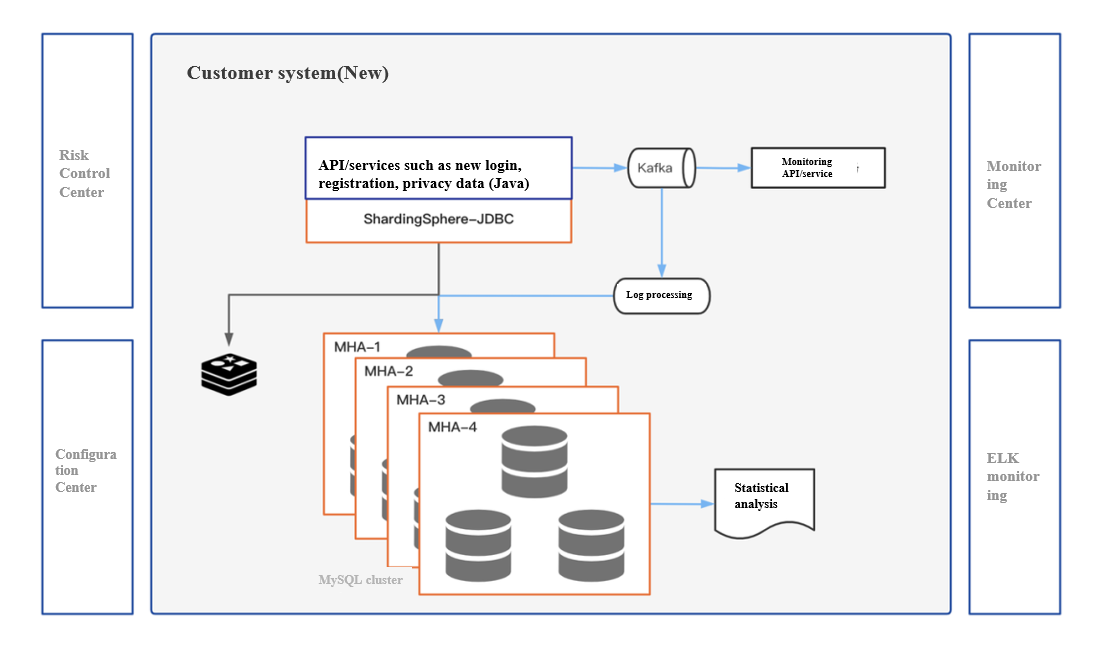 Customer system(New)
Risk
Control
Center
API/services such as new login,
registration, privacy data (Java)
ShardingSphere-JDBC
Kafka
Monitoring
API/service ↑
Monitor
ing
Center
Log processing
MHA-1
MHA-2
MHA-3
MHA-4
Configura
tion
Center
Statistical
analysis
ELK
monitor
ing
MySQL cluster